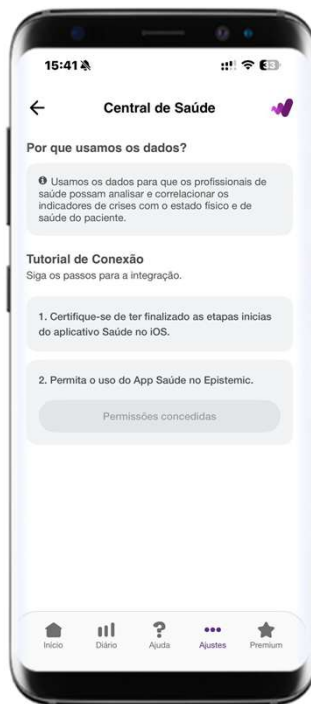 15:41
33
Central de Saúde
Por que usamos os dados?
Usamos os dados para que os profissionais de
saúde possam analisar e correlacionar os
indicadores de crises com o estado físico e de
saúde do paciente.
Tutorial de Conexão
Siga os passos para a integração.
1. Certifique-se de ter finalizado as etapas inicias
do aplicativo Saúde no iOS.
2. Permita o uso do App Saúde no Epistemic.
Permissões concedidas
Início Diário Ajuda Ajustes Premium